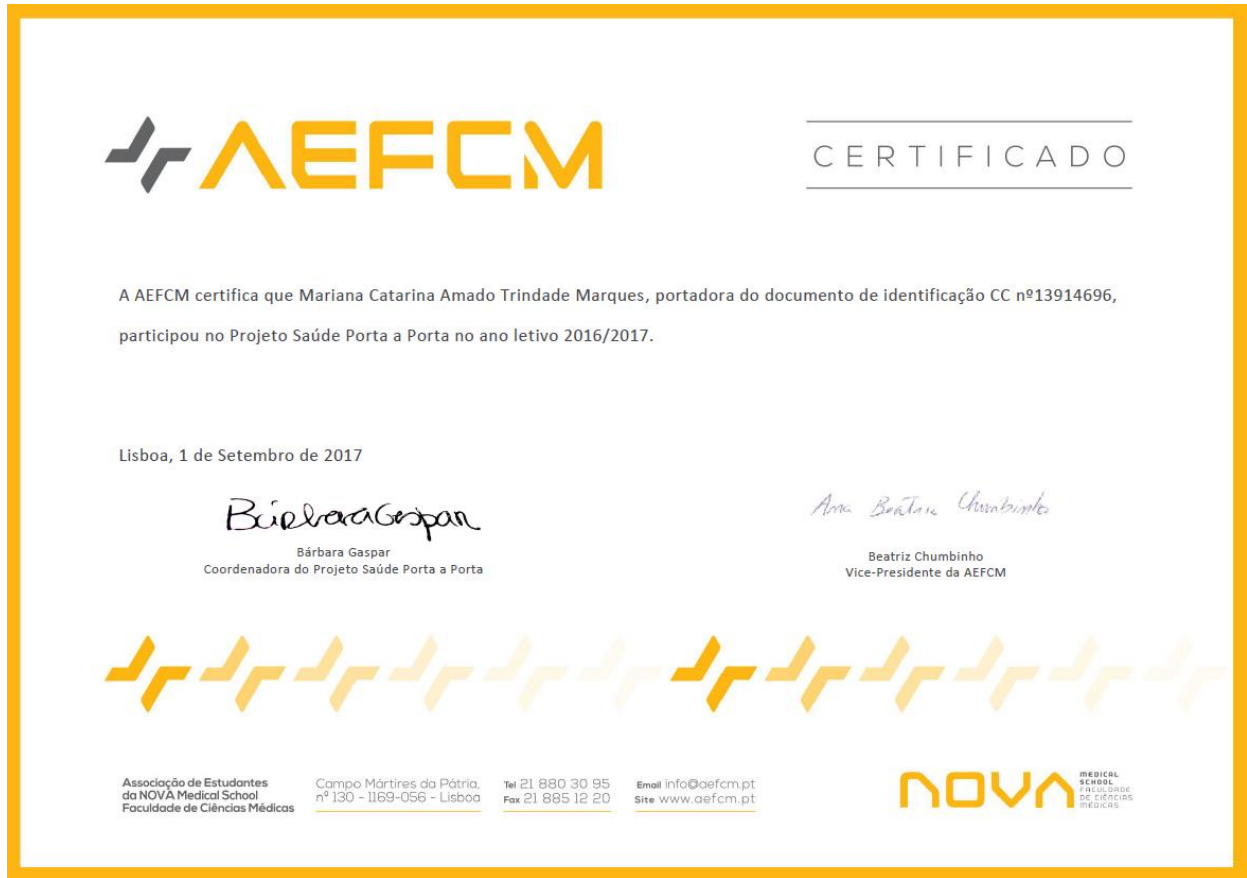 AEFCM
CERTIFICADO
A AEFCM certifica que Mariana Catarina Amado Trindade Marques, portadora do documento de identificação CC nº13914696,
participou no Projeto Saúde Porta a Porta no ano letivo 2016/2017.
Lisboa, 1 de Setembro de 2017
Bárbara Gaspar
Bárbara Gaspar
Coordenadora do Projeto Saúde Porta a Porta
Ana Beatriz Chumbinho
Beatriz Chumbinho
Vice-Presidente da AEFCM
Associação de Estudantes
da NOVA Medical School
Faculdade de Ciências Médicas
Campo Mártires da Pátria,
nº 130 - 1169-056 - Lisboa
Tel 21 880 30 95
Fax 21 885 12 20
Email info@aefcm.pt
Site www.aefcm.pt
NOVA
MEDICAL
SCHOOL
FACULDADE
DE CIÊNCIAS
MÉDICAS